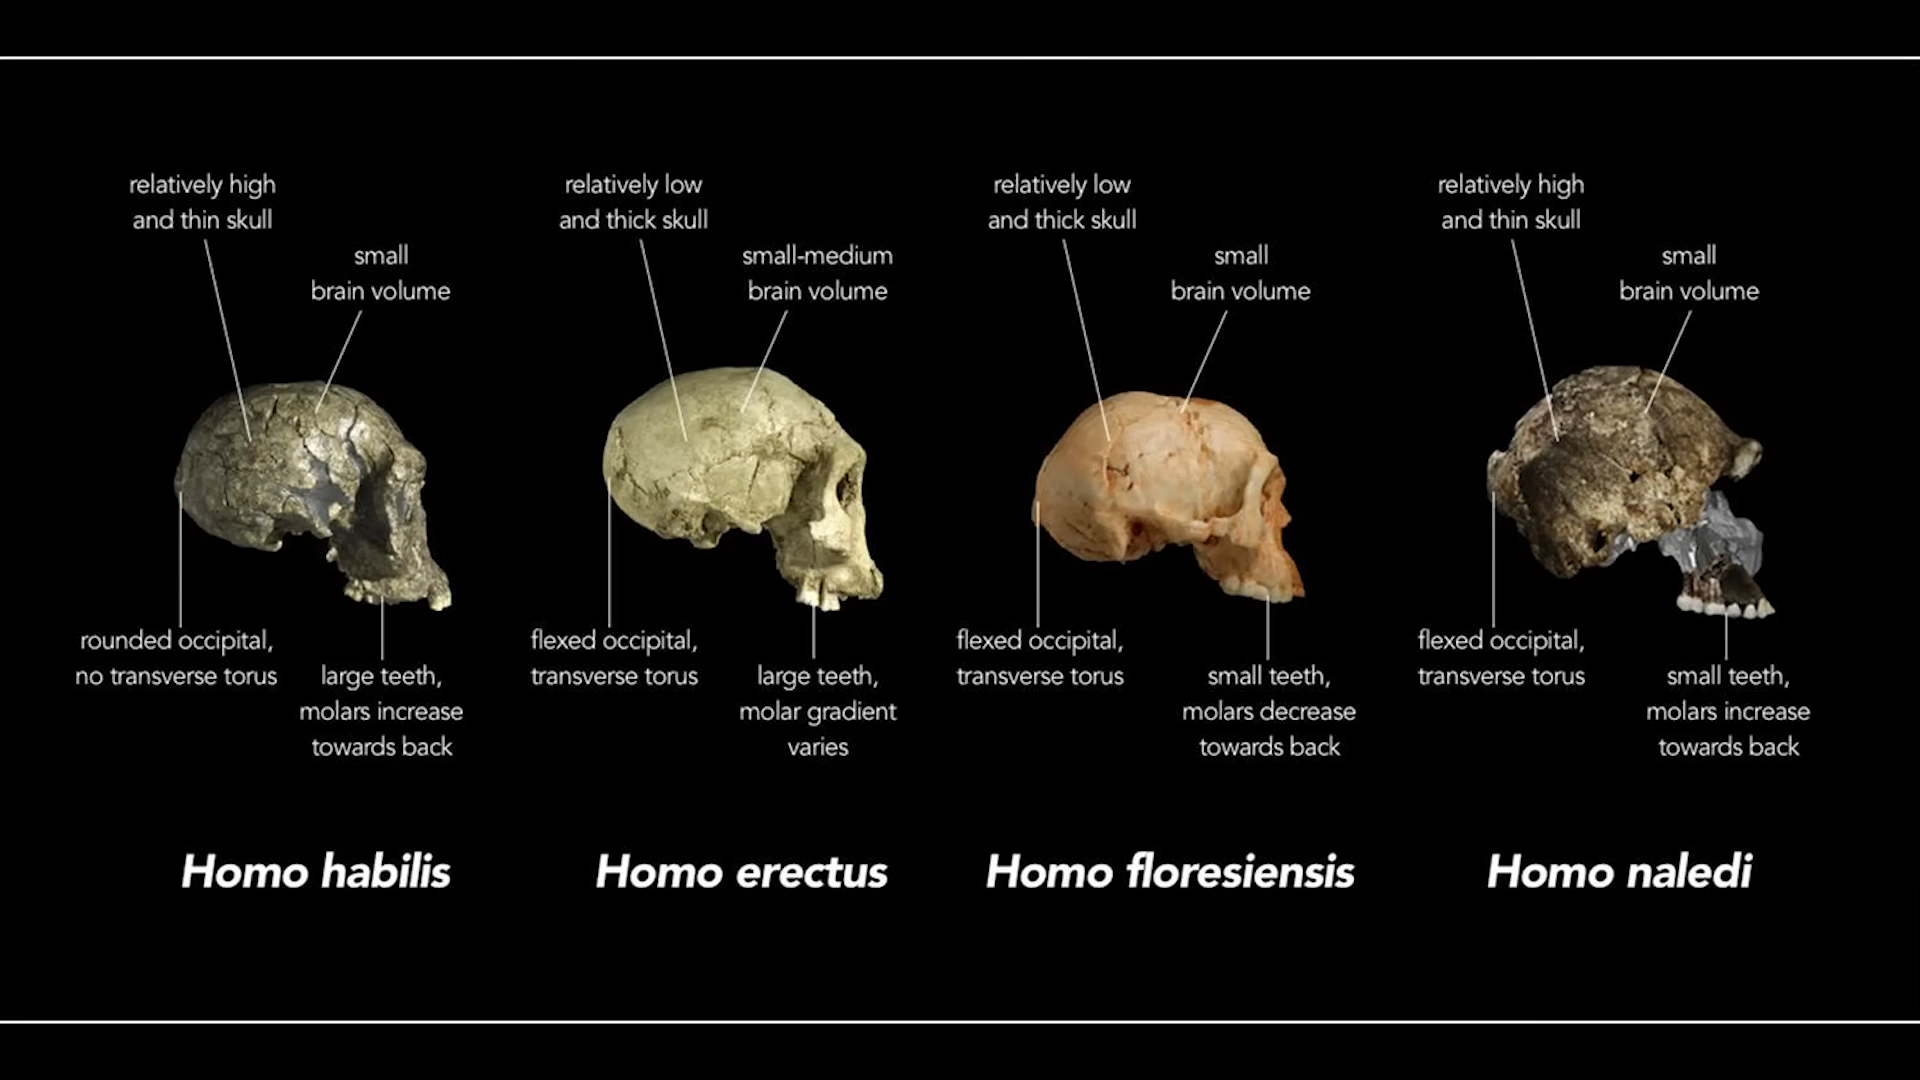 relatively high
and thin skull
small
brain volume
rounded occipital,
no transverse torus
large teeth,
molars increase
towards back
Homo habilis
relatively low
and thick skull
small-medium
brain volume
flexed occipital,
transverse torus
large teeth,
molar gradient
varies
Homo erectus
relatively low
and thick skull
small
brain volume
flexed occipital,
transverse torus
small teeth,
molars decrease
towards back
Homo floresiensis
relatively high
and thin skull
small
brain volume
flexed occipital,
transverse torus
small teeth,
molars increase
towards back
Homo naledi